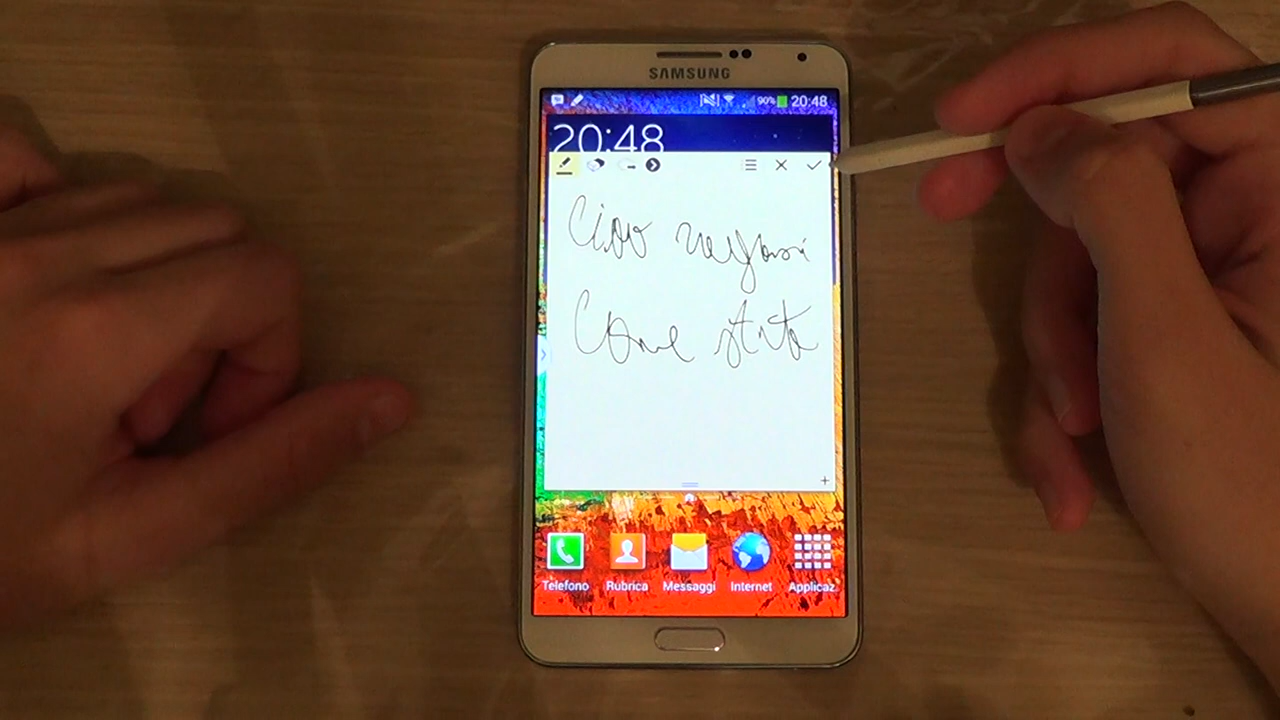 SAMSUNG
90% 20:48
20:48
Ciao ragazzi
Come state
Telefono Rubrica Messaggi Internet Applicaz.